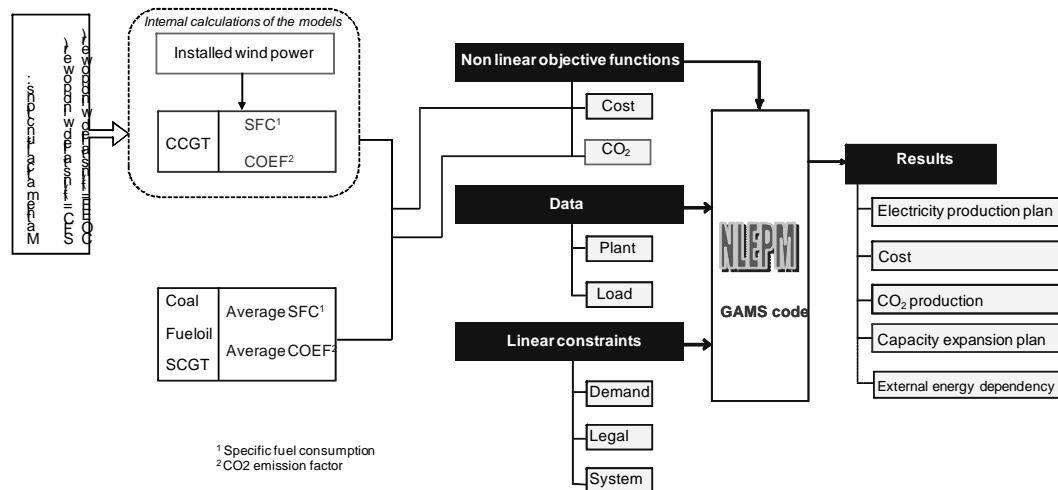 Internal calculations of the models
Installed wind power
CCGT
SFC¹
COEF²
Coal
Fueloil
SCGT
Average SFC¹
Average COEF²
¹ Specific fuel consumption
² CO2 emission factor
Non linear objective functions
Cost
CO₂
Data
Plant
Load
Linear constraints
Demand
Legal
System
NLEPM
GAMS code
Results
Electricity production plan
Cost
CO₂ production
Capacity expansion plan
External energy dependency